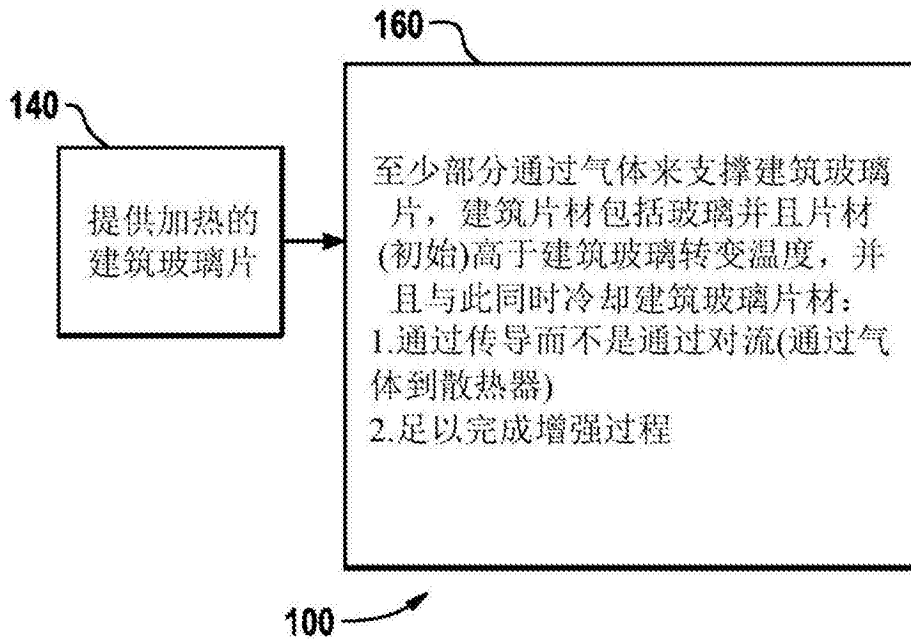 160
140
提供加热的
建筑玻璃片
至少部分通过气体来支撑建筑玻璃
片，建筑片材包括玻璃并且片材
(初始)高于建筑玻璃转变温度，并
且与此同时冷却建筑玻璃片材：
1.通过传导而不是通过对流(通过气
体到散热器)
2.足以完成增强过程
100